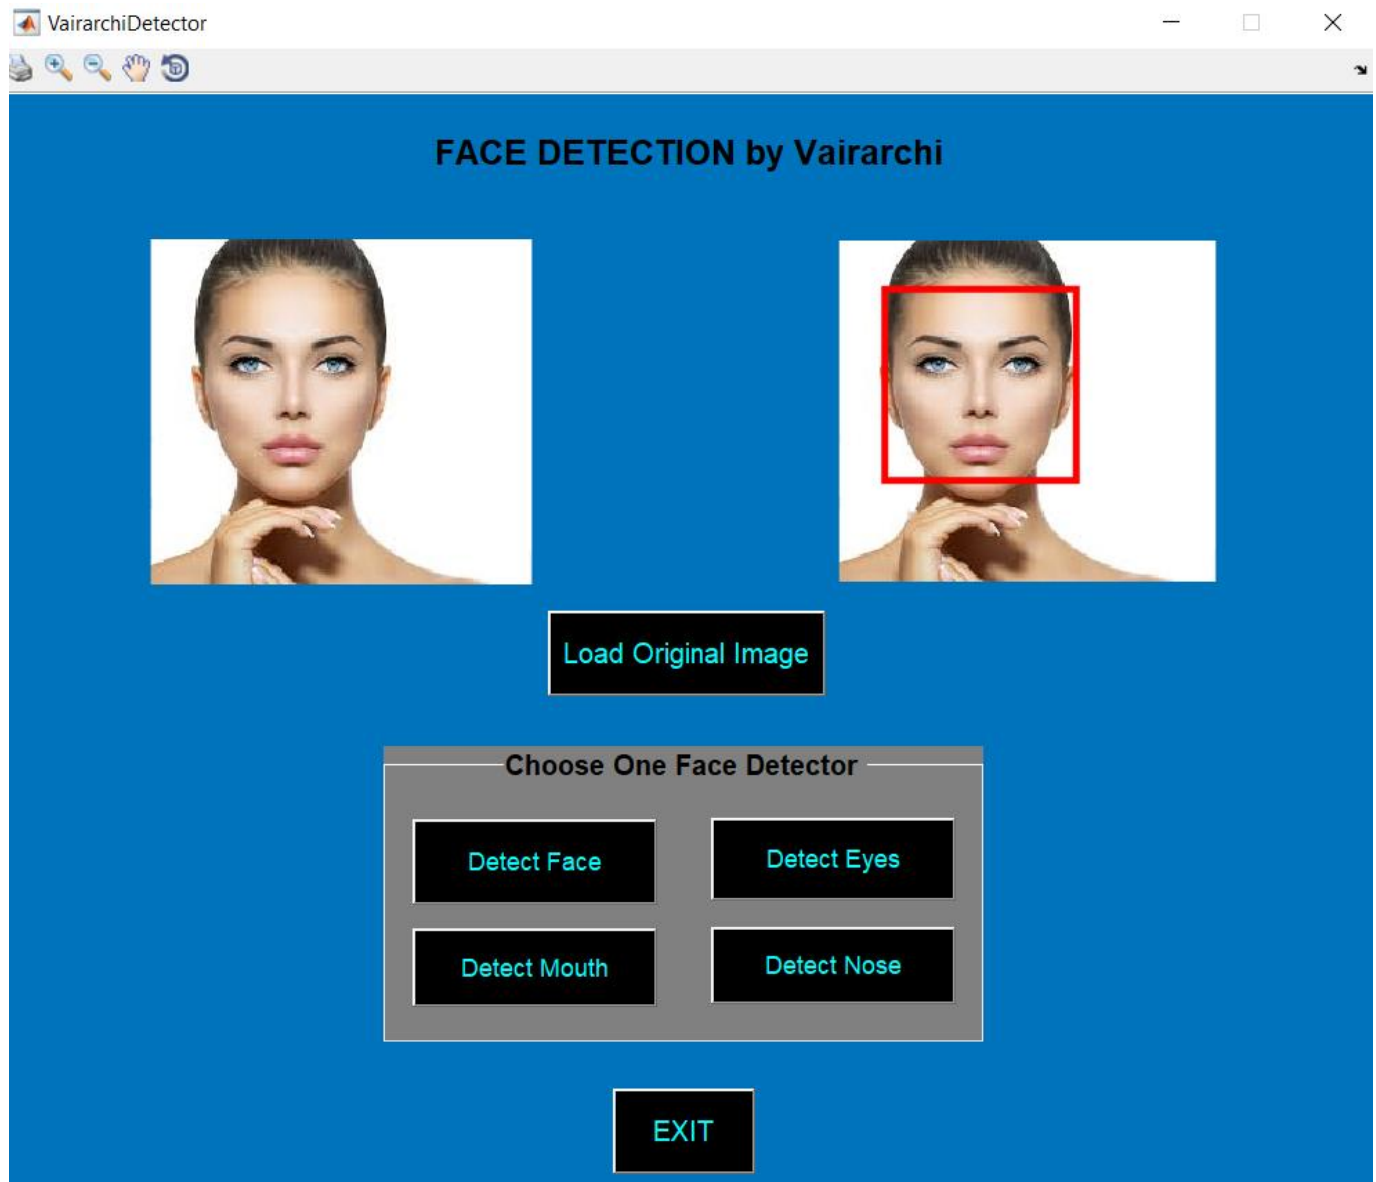 VairarchiDetector
FACE DETECTION by Vairarchi
Load Original Image
Choose One Face Detector
Detect Face
Detect Eyes
Detect Mouth
Detect Nose
EXIT